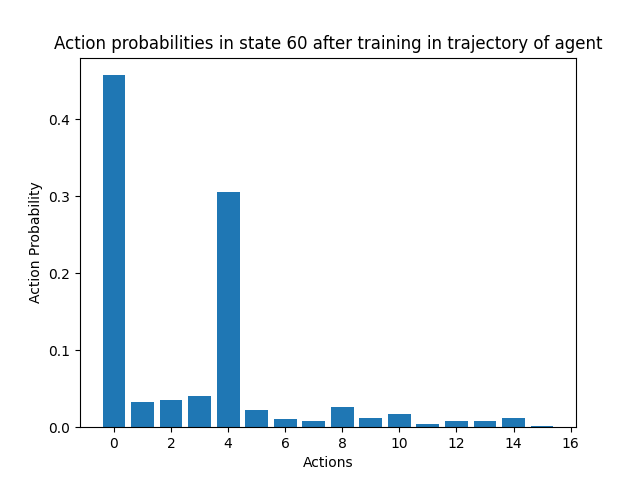 Action probabilities in state 60 after training in trajectory of agent
Action Probability
0.4
0.3
0.2
0.1
0.0
0 2 4 6 8 10 12 14 16
Actions